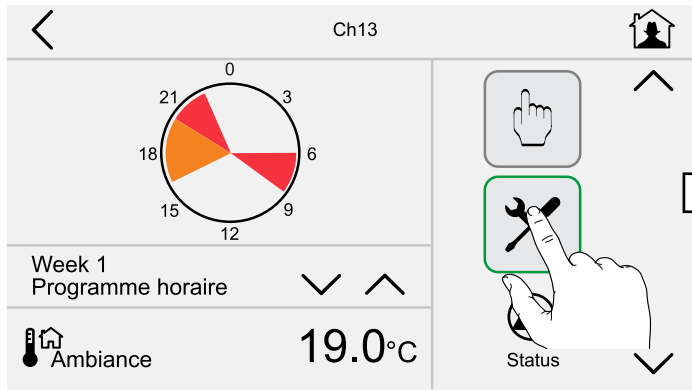 Ch13
0
21
3
18
6
15
9
12
Week 1
Programme horaire
Ambiance
19.0°C
Status